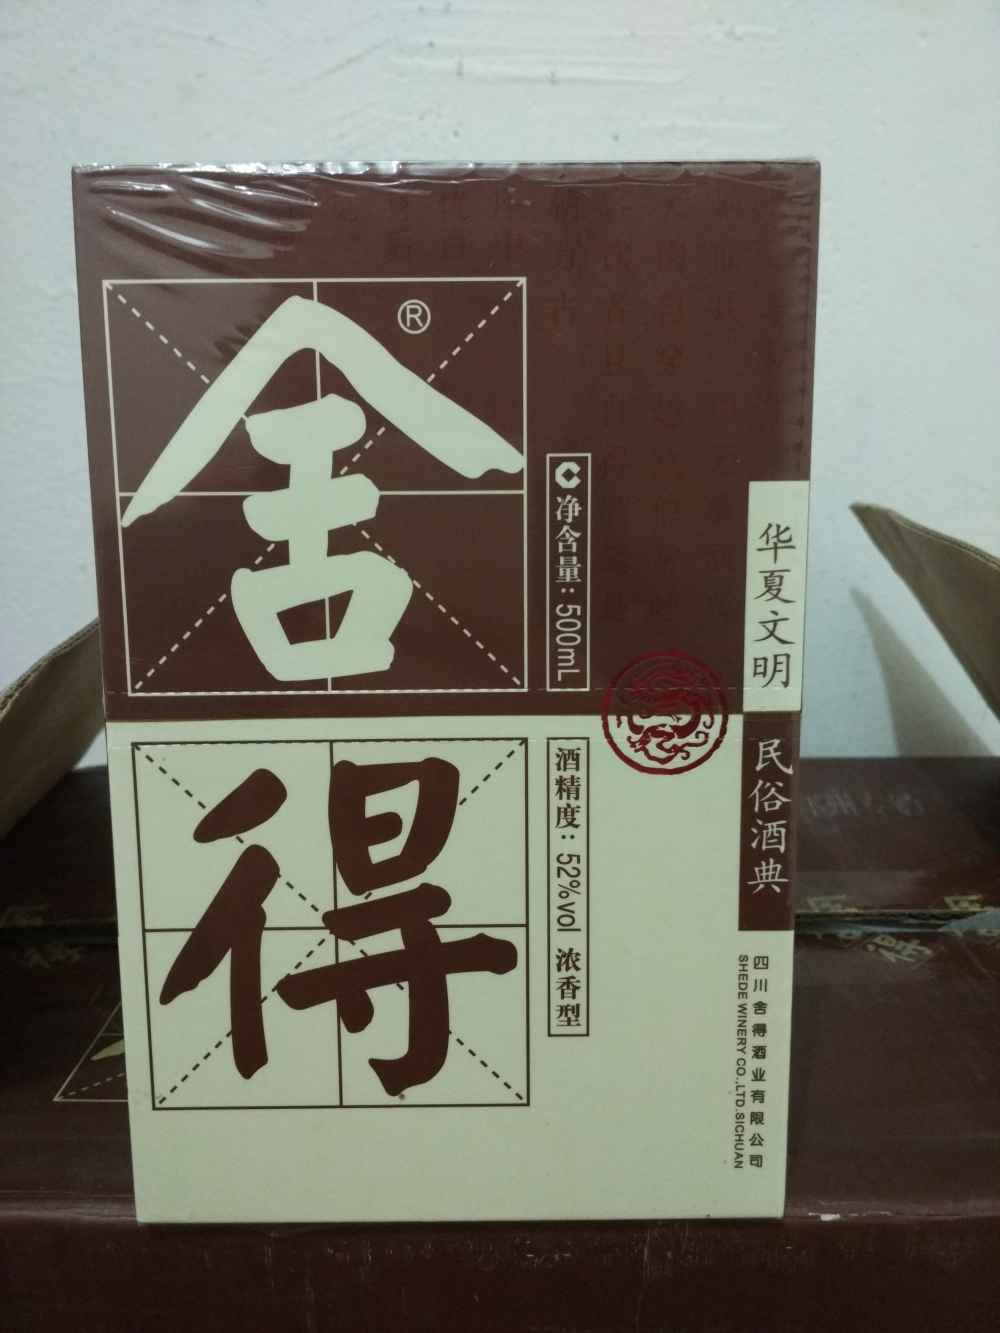 舍
®
得
净含量：500mL
酒精度：52%vol 浓香型
华夏文明
民俗酒典
四川舍得酒业有限公司
SHEDE WINERY CO.,LTD.SICHUAN